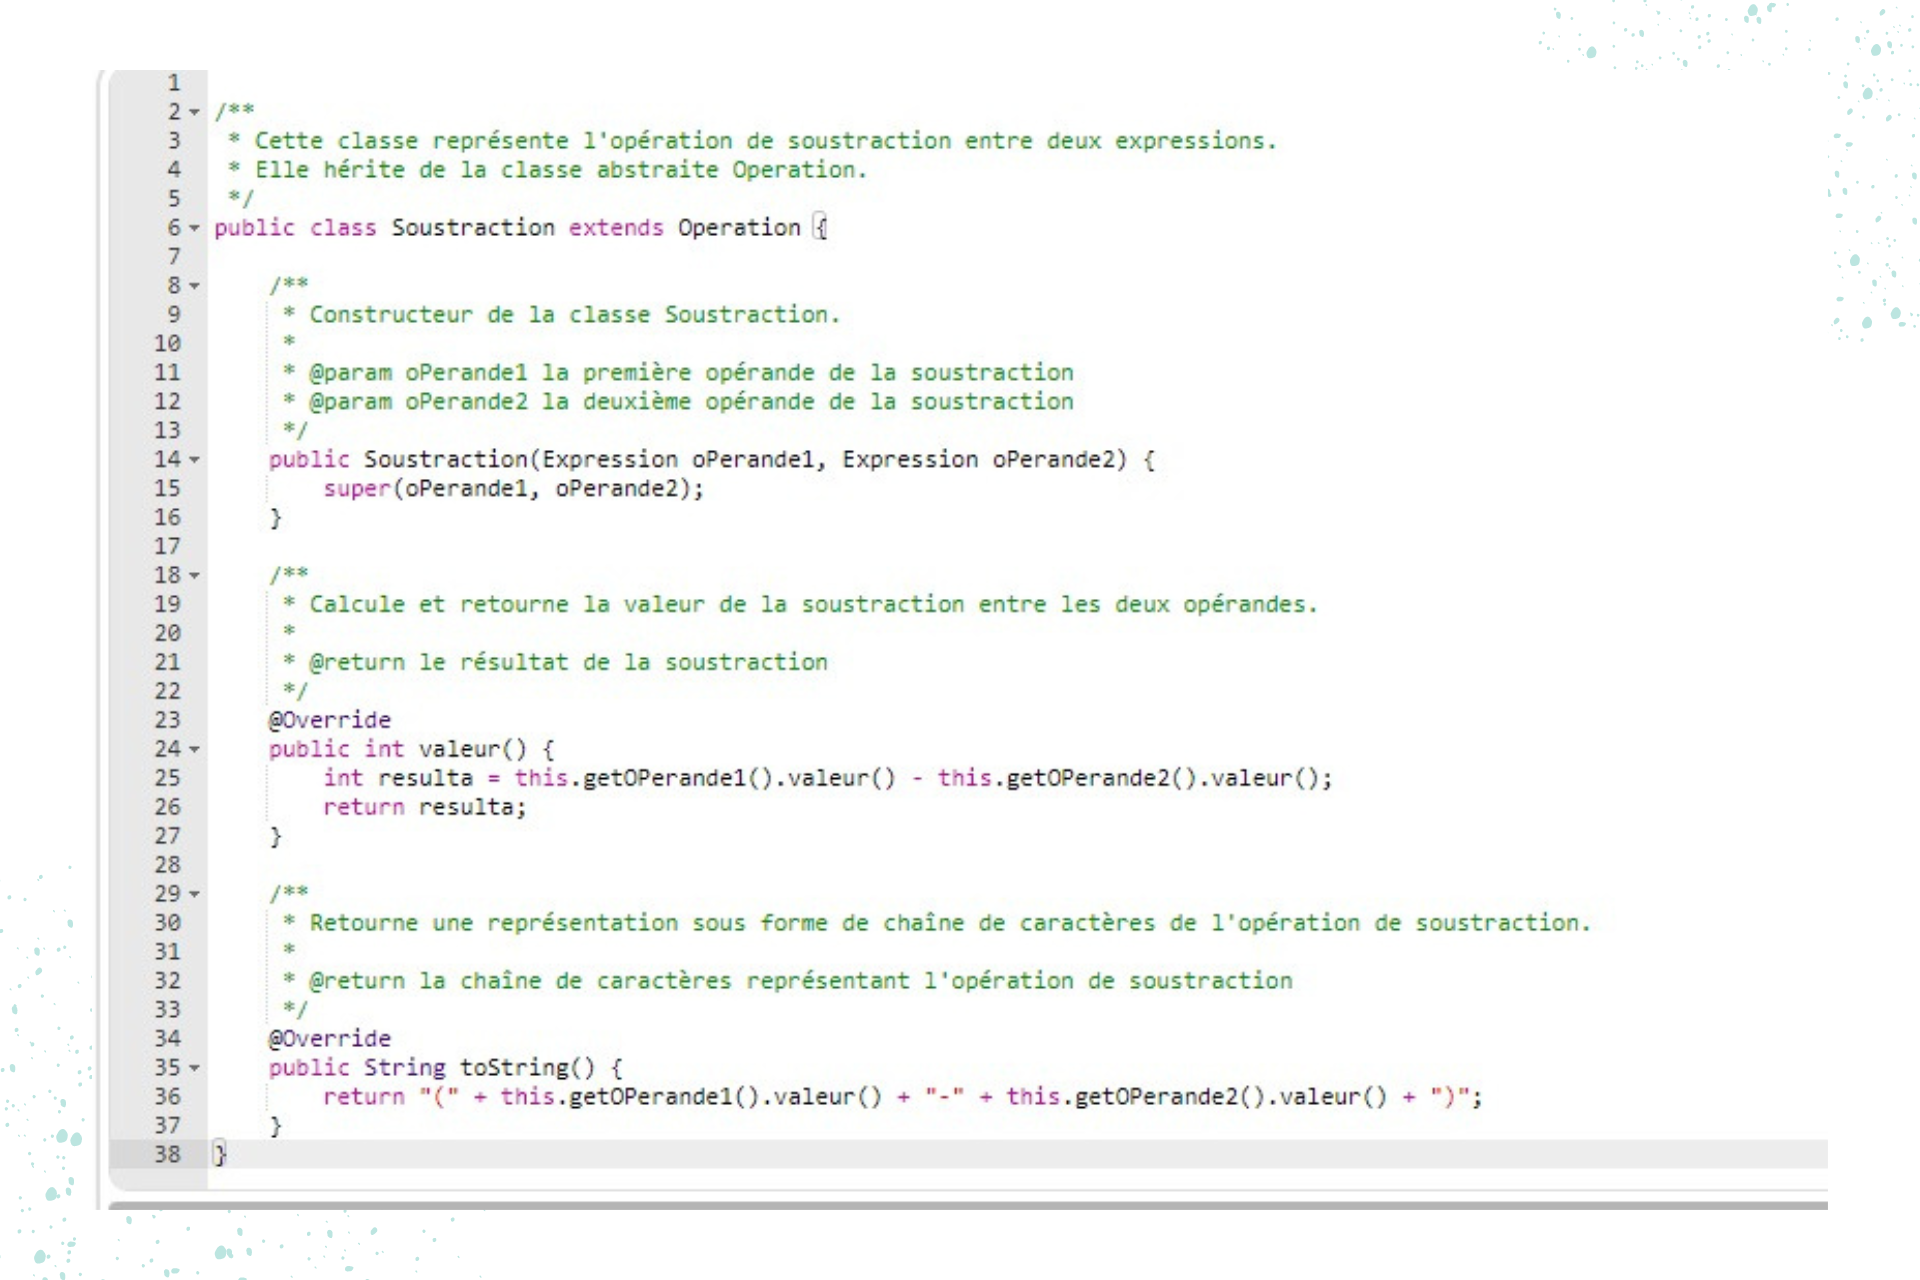 1
2 /**
3  * Cette classe représente l'opération de soustraction entre deux expressions.
4  * Elle hérite de la classe abstraite Operation.
5  */
6 public class Soustraction extends Operation {
7
8     /**
9      * Constructeur de la classe Soustraction.
10      *
11      * @param oPerande1 la première opérande de la soustraction
12      * @param oPerande2 la deuxième opérande de la soustraction
13      */
14     public Soustraction(Expression oPerande1, Expression oPerande2) {
15         super(oPerande1, oPerande2);
16     }
17
18     /**
19      * Calcule et retourne la valeur de la soustraction entre les deux opérandes.
20      *
21      * @return le résultat de la soustraction
22      */
23     @Override
24     public int valeur() {
25         int resulta = this.getOPerande1().valeur() - this.getOPerande2().valeur();
26         return resulta;
27     }
28
29     /**
30      * Retourne une représentation sous forme de chaîne de caractères de l'opération de soustraction.
31      *
32      * @return la chaîne de caractères représentant l'opération de soustraction
33      */
34     @Override
35     public String toString() {
36         return "(" + this.getOPerande1().valeur() + "-" + this.getOPerande2().valeur() + ")";
37     }
38 }